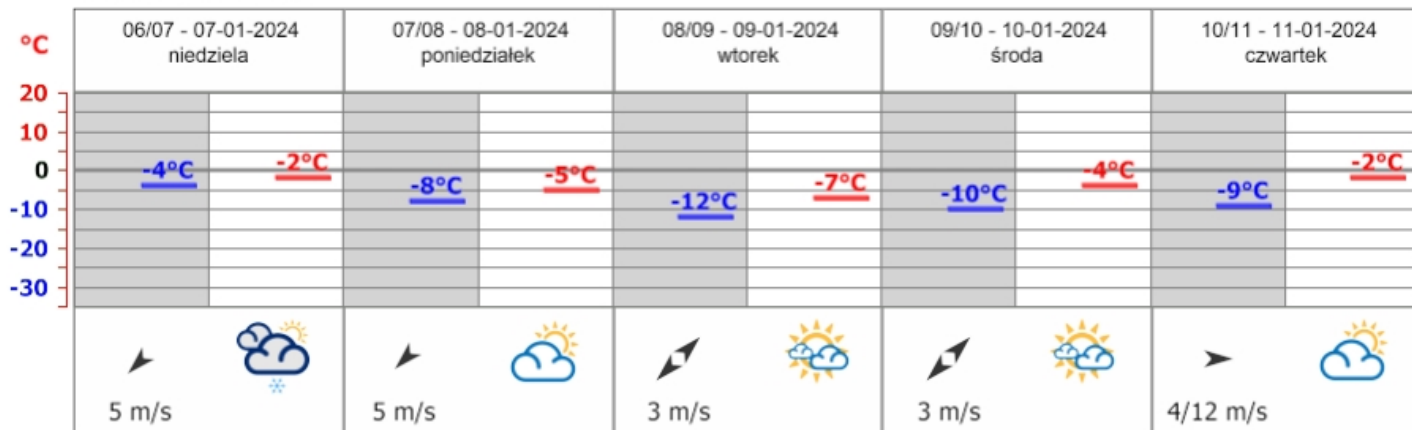 °C
06/07 - 07-01-2024
niedziela
07/08 - 08-01-2024
poniedziałek
08/09 - 09-01-2024
wtorek
09/10 - 10-01-2024
środa
10/11 - 11-01-2024
czwartek
20
10
0
-10
-20
-30
-4°C
-2°C
-8°C
-5°C
-12°C
-7°C
-10°C
-4°C
-9°C
-2°C
5 m/s
5 m/s
3 m/s
3 m/s
4/12 m/s